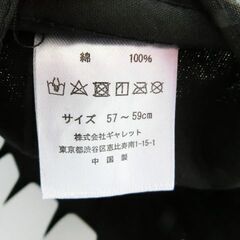 綿 100%
サイズ 57～59cm
株式会社ギャレット
東京都渋谷区恵比寿南1-15-1
中国製